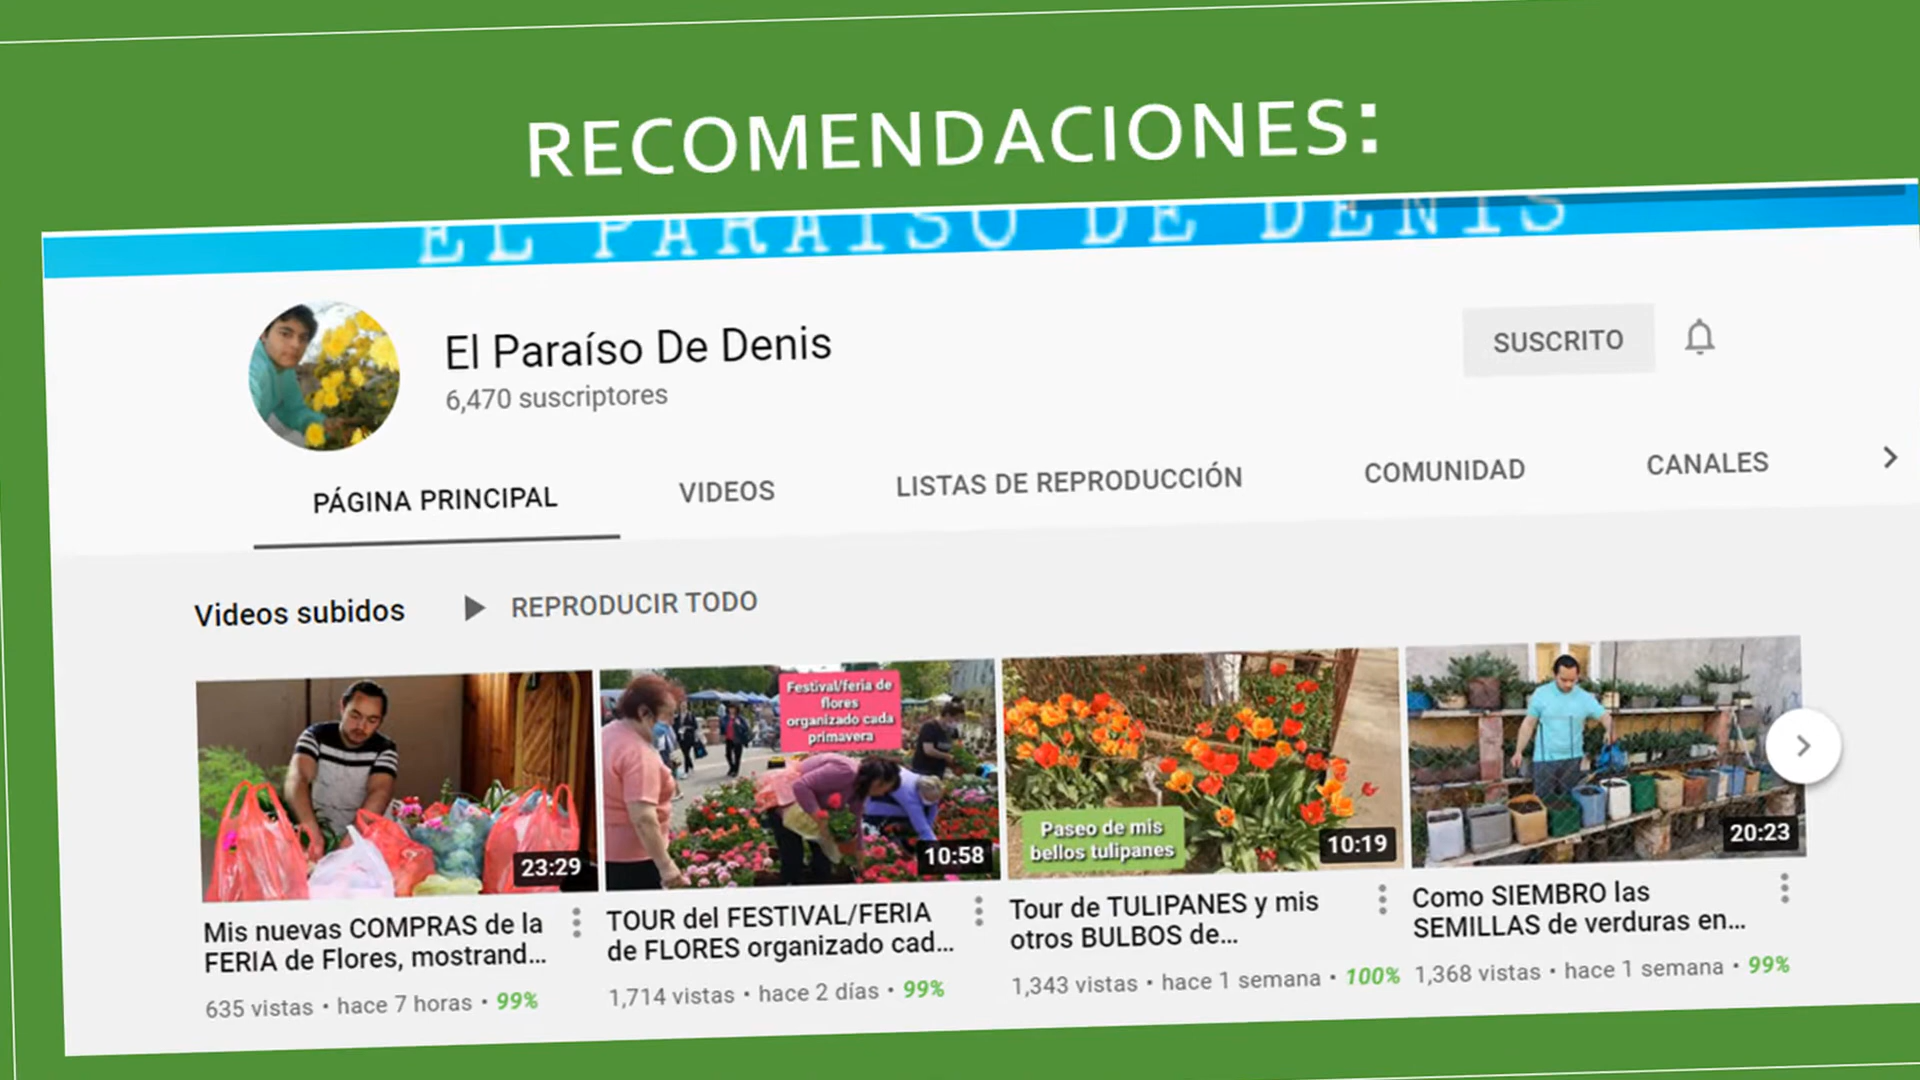 RECOMENDACIONES:
EL PARAISO DE DENIS
El Paraíso De Denis
6,470 suscriptores
SUSCRITO
PÁGINA PRINCIPAL
VIDEOS
LISTAS DE REPRODUCCIÓN
COMUNIDAD
CANALES
Videos subidos
REPRODUCIR TODO
23:29
Festival/feria de
flores
organizado cada
primavera
10:58
Paseo de mis
bellos tulipanes
10:19
20:23
Mis nuevas COMPRAS de la
FERIA de Flores, mostrand...
635 vistas • hace 7 horas • 99%
TOUR del FESTIVAL/FERIA
de FLORES organizado cad...
1,714 vistas • hace 2 días • 99%
Tour de TULIPANES y mis
otros BULBOS de...
1,343 vistas • hace 1 semana • 100%
Como SIEMBRO las
SEMILLAS de verduras en...
1,368 vistas • hace 1 semana • 99%